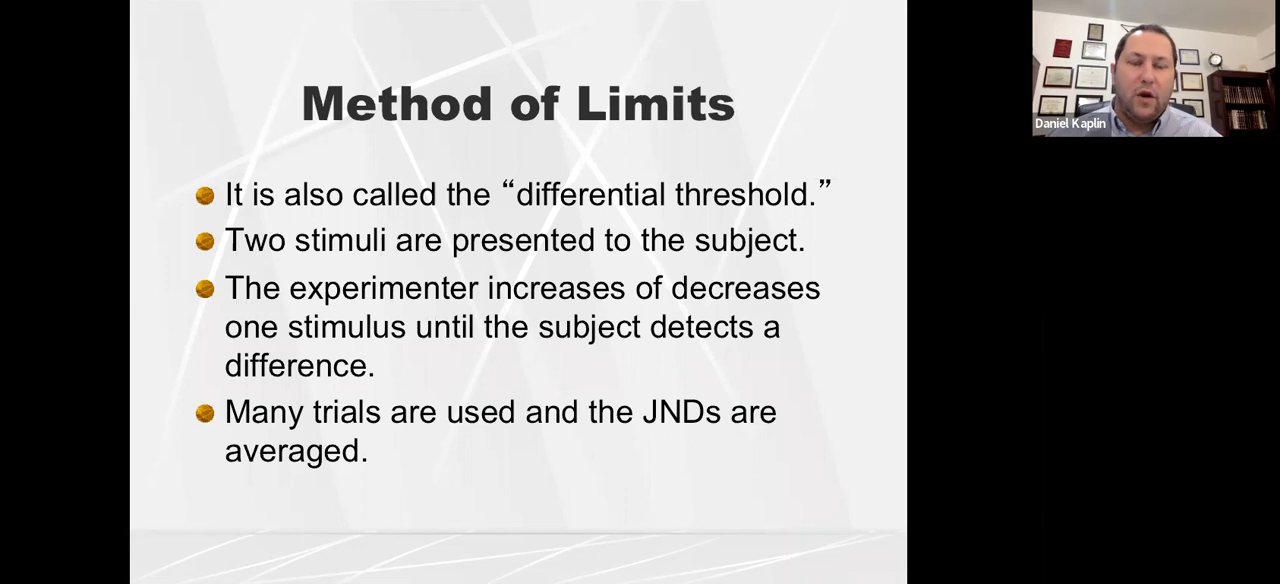 Method of Limits
It is also called the “differential threshold.”
Two stimuli are presented to the subject.
The experimenter increases of decreases
one stimulus until the subject detects a
difference.
Many trials are used and the JNDs are
averaged.
Daniel Kaplin